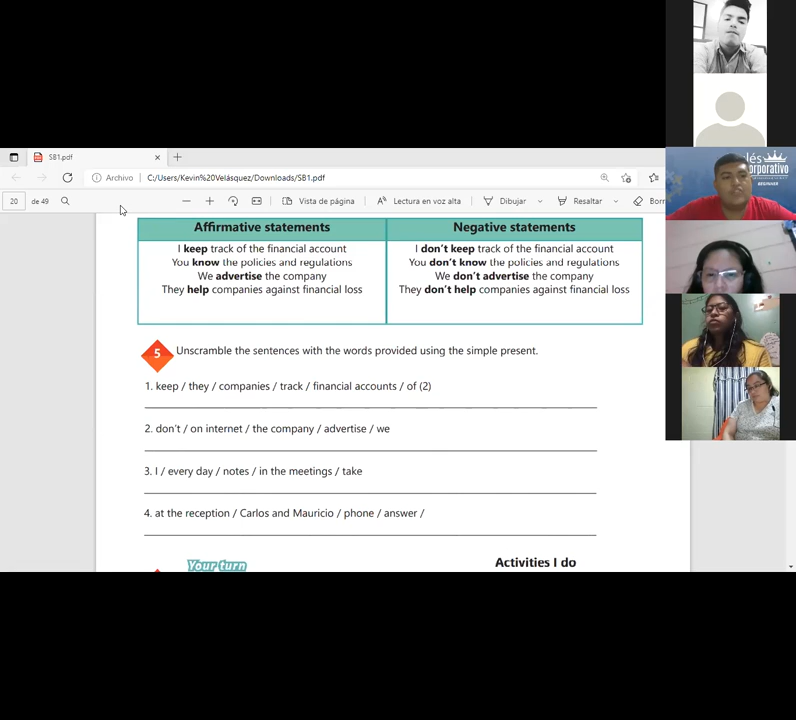 SB1.pdf
Archivo C:/Users/Kevin%20Velásquez/Downloads/SB1.pdf
20 de 49 Vista de página Lectura en voz alta Dibujar Resaltar Borr
Affirmative statements Negative statements
I keep track of the financial account I don't keep track of the financial account
You know the policies and regulations You don't know the policies and regulations
We advertise the company We don't advertise the company
They help companies against financial loss They don't help companies against financial loss
5 Unscramble the sentences with the words provided using the simple present.
1. keep / they / companies / track / financial accounts / of (2)
2. don't / on internet / the company / advertise / we
3. I / every day / notes / in the meetings / take
4. at the reception / Carlos and Mauricio / phone / answer /
Your turn Activities I do
lés
orporativo
BEGINNER